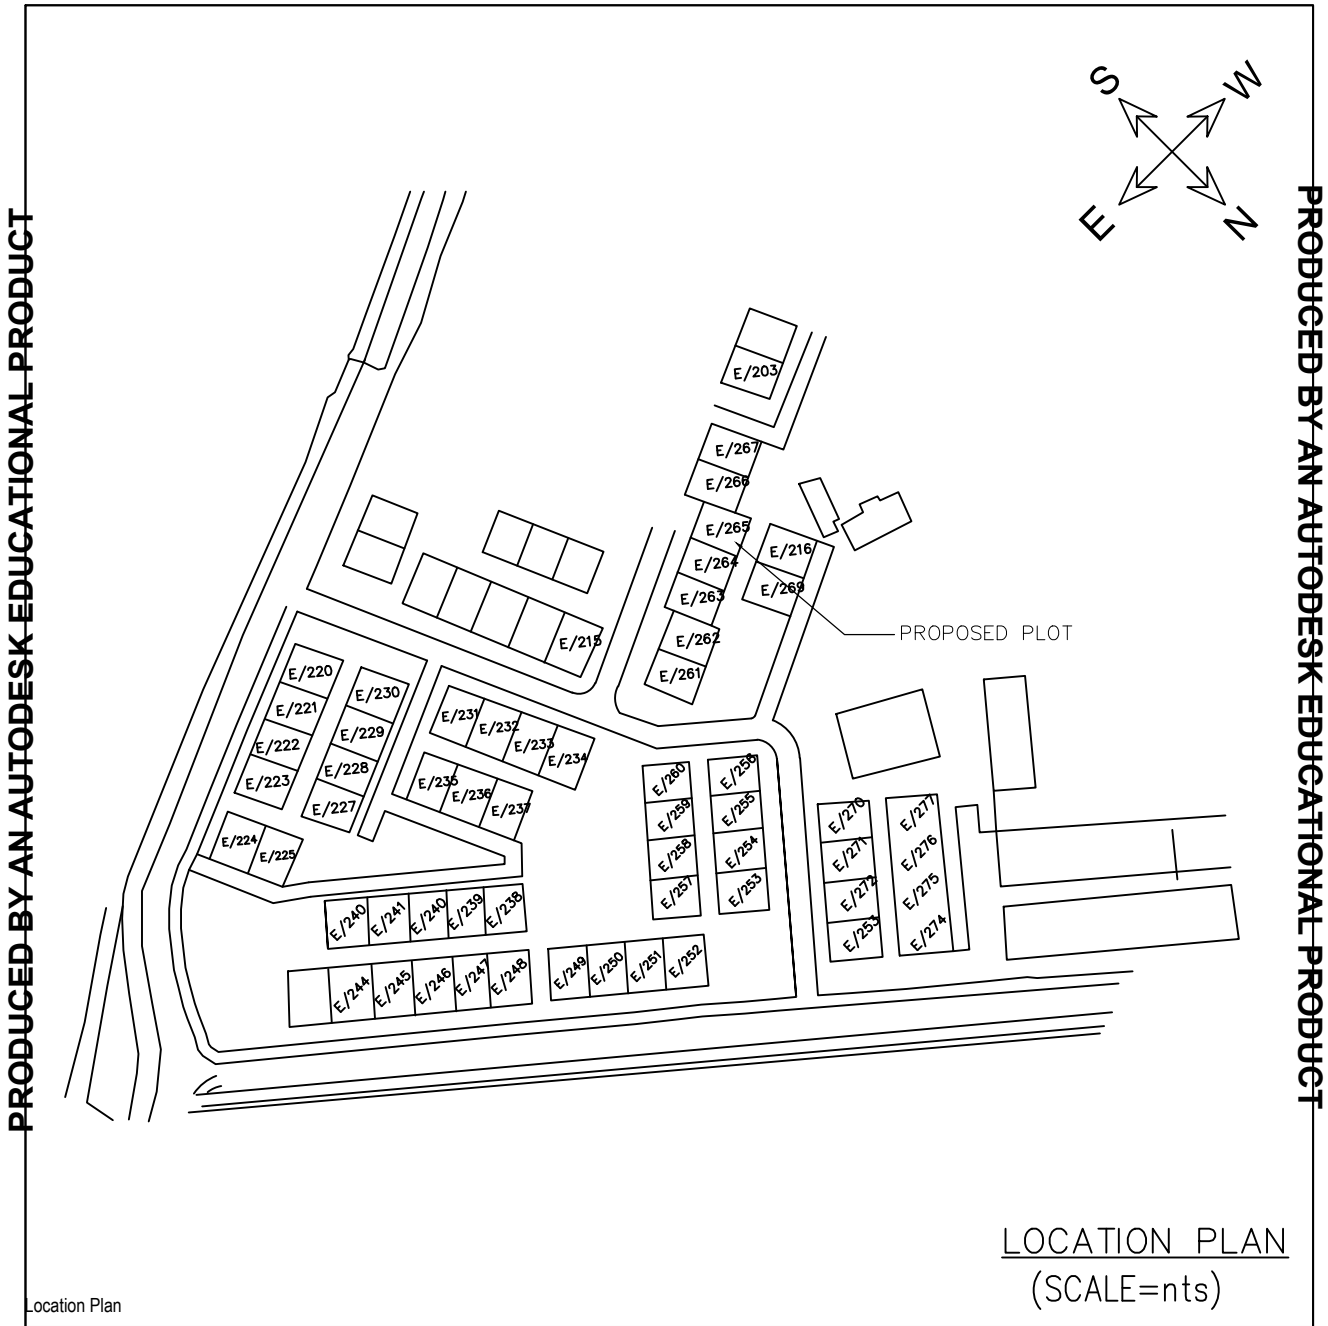 S
W
E
N
PRODUCED BY AN AUTODESK EDUCATIONAL PRODUCT
PRODUCED BY AN AUTODESK EDUCATIONAL PRODUCT
E/203
E/267
E/266
E/265
E/264
E/263
E/262
E/261
E/216
E/269
PROPOSED PLOT
E/215
E/220
E/221
E/222
E/223
E/224
E/225
E/230
E/229
E/228
E/227
E/231
E/232
E/233
E/234
E/235
E/236
E/237
E/260
E/259
E/258
E/257
E/256
E/255
E/254
E/253
E/270
E/271
E/272
E/253
E/277
E/276
E/275
E/274
E/240
E/241
E/240
E/239
E/238
E/244
E/245
E/246
E/247
E/248
E/249
E/250
E/251
E/252
LOCATION PLAN
(SCALE=nts)
Location Plan